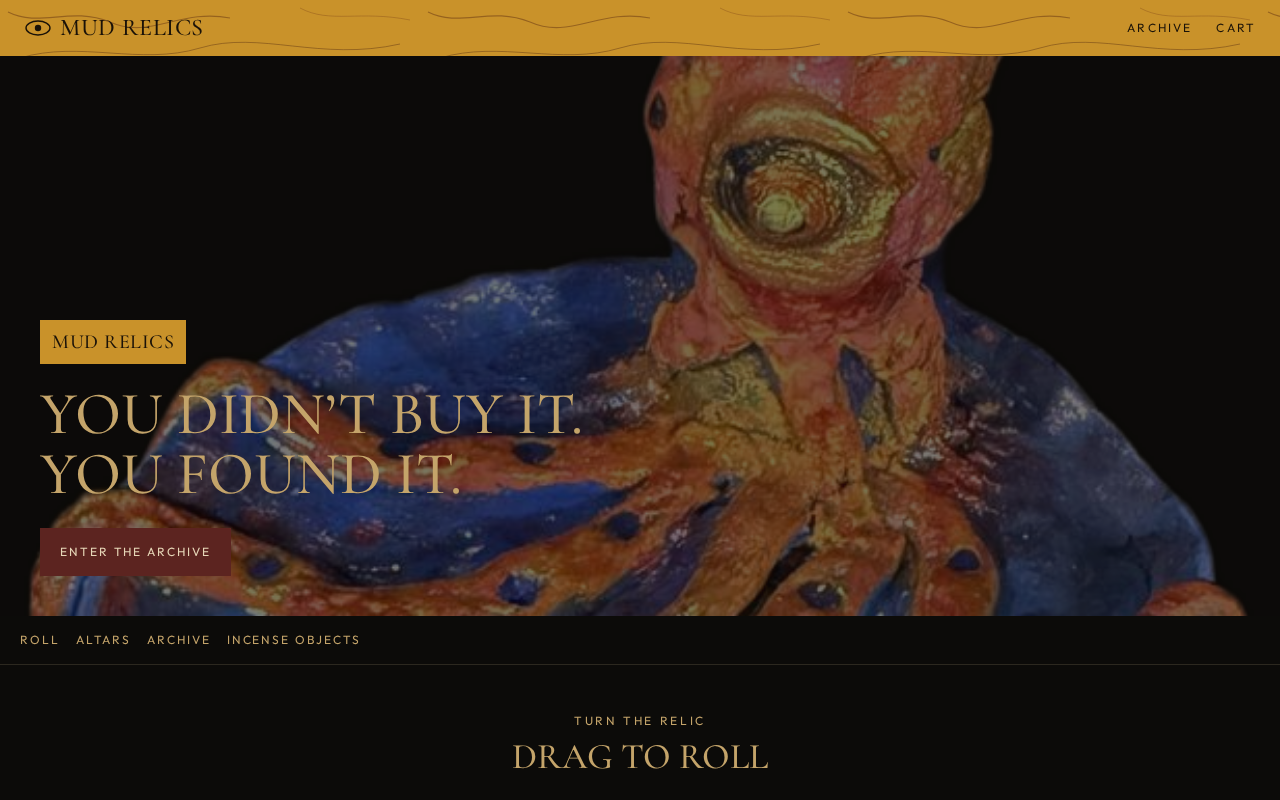 MUD RELICS
ARCHIVE CART
MUD RELICS
YOU DIDN’T BUY IT.
YOU FOUND IT.
ENTER THE ARCHIVE
ROLL ALTARS ARCHIVE INCENSE OBJECTS
TURN THE RELIC
DRAG TO ROLL